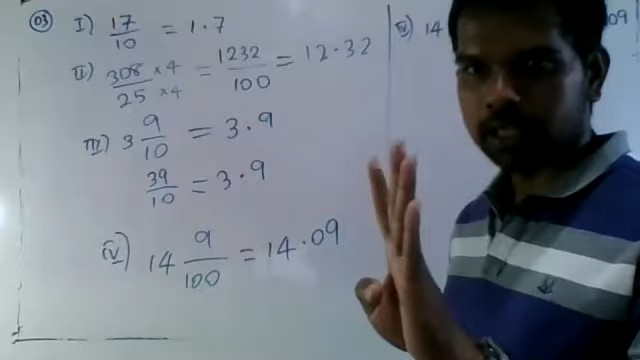 03 I) 17/10 = 1.7
II) 308 × 4 / 25 × 4 = 1232/100 = 12.32
III) 3 9/10 = 3.9
39/10 = 3.9
IV) 14 9/100 = 14.09
14
09